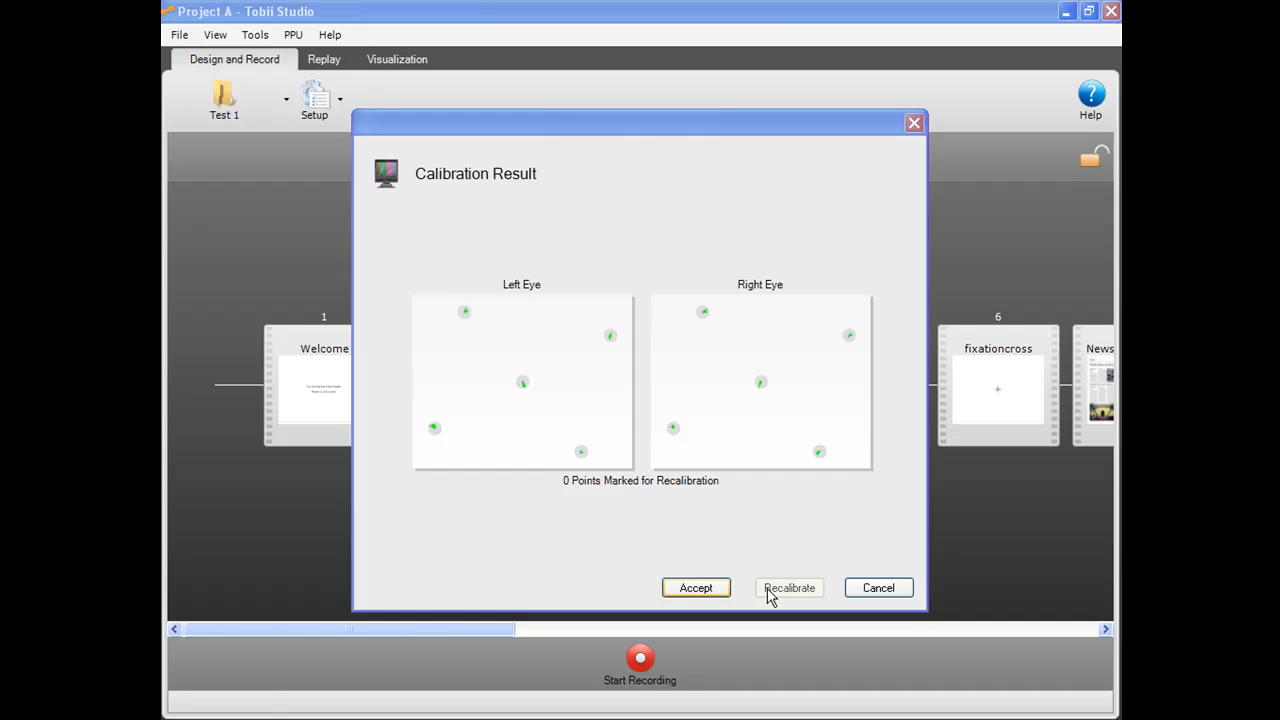 Project A - Tobii Studio
File View Tools PPU Help
Design and Record Replay Visualization
Test 1 Setup Help
Calibration Result
Left Eye Right Eye
1 6
Welcome fixationcross News
0 Points Marked for Recalibration
Accept Recalibrate Cancel
Start Recording